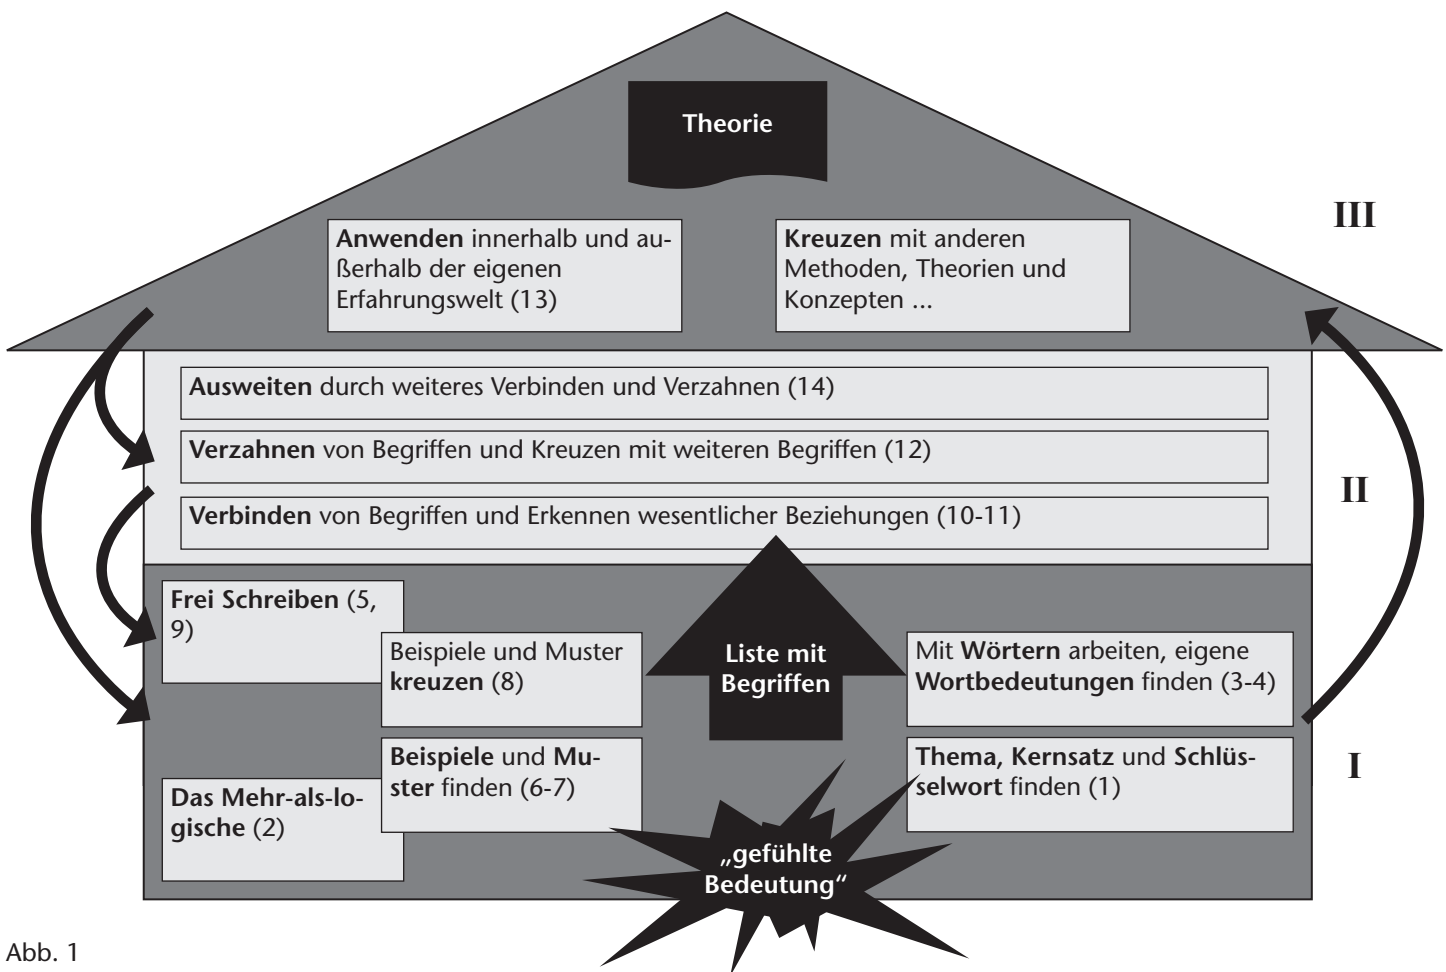 Theorie
III
Anwenden innerhalb und au-
ßerhalb der eigenen
Erfahrungswelt (13)
Kreuzen mit anderen
Methoden, Theorien und
Konzepten ...
Ausweiten durch weiteres Verbinden und Verzahnen (14)
Verzahnen von Begriffen und Kreuzen mit weiteren Begriffen (12)
II
Verbinden von Begriffen und Erkennen wesentlicher Beziehungen (10-11)
Frei Schreiben (5,
9)
Beispiele und Muster
kreuzen (8)
Liste mit
Begriffen
Mit Wörtern arbeiten, eigene
Wortbedeutungen finden (3-4)
I
Das Mehr-als-lo-
gische (2)
Beispiele und Mu-
ster finden (6-7)
Thema, Kernsatz und Schlüs-
selwort finden (1)
„gefühlte
Bedeutung“
Abb. 1